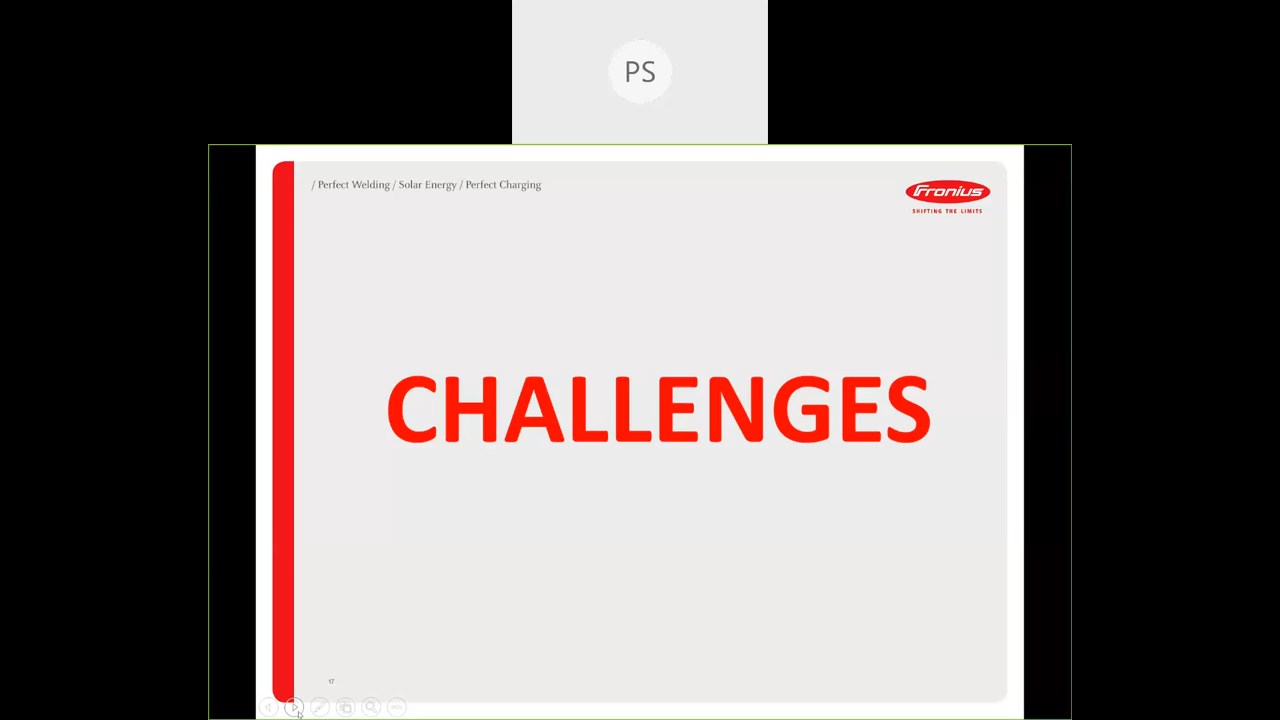 PS
/ Perfect Welding / Solar Energy / Perfect Charging
Fronius
SHIFTING THE LIMITS
CHALLENGES
17